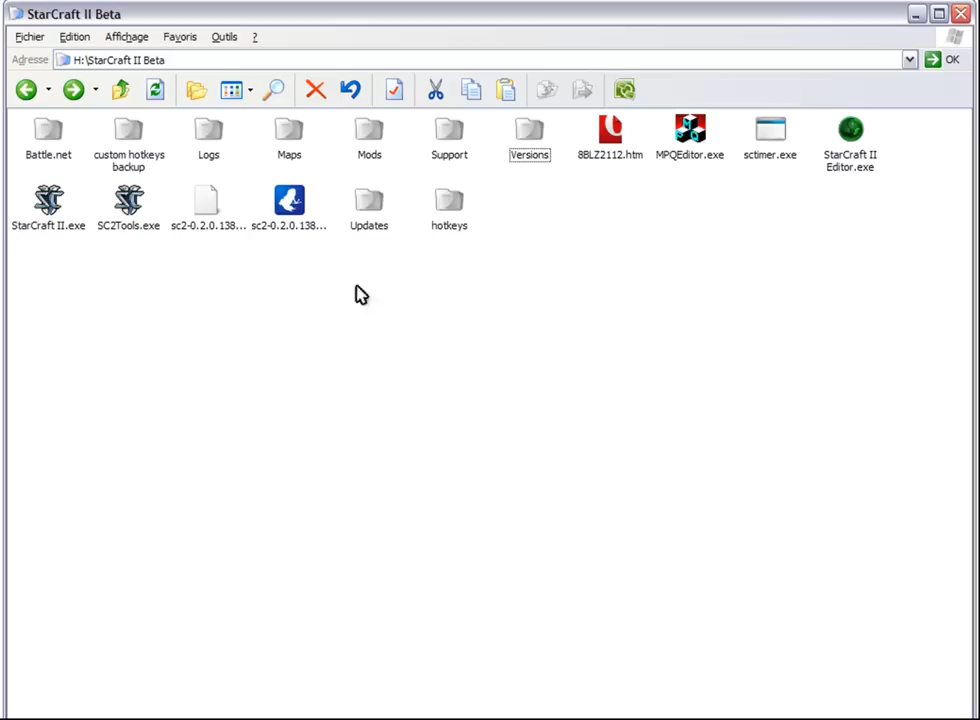 StarCraft II Beta
Fichier Edition Affichage Favoris Outils ?
Adresse H:\StarCraft II Beta OK
Battle.net custom hotkeys backup Logs Maps Mods Support Versions 8BLZ2112.htm MPQEditor.exe sctimer.exe StarCraft II Editor.exe
StarCraft II.exe SC2Tools.exe sc2-0.2.0.138... sc2-0.2.0.138... Updates hotkeys